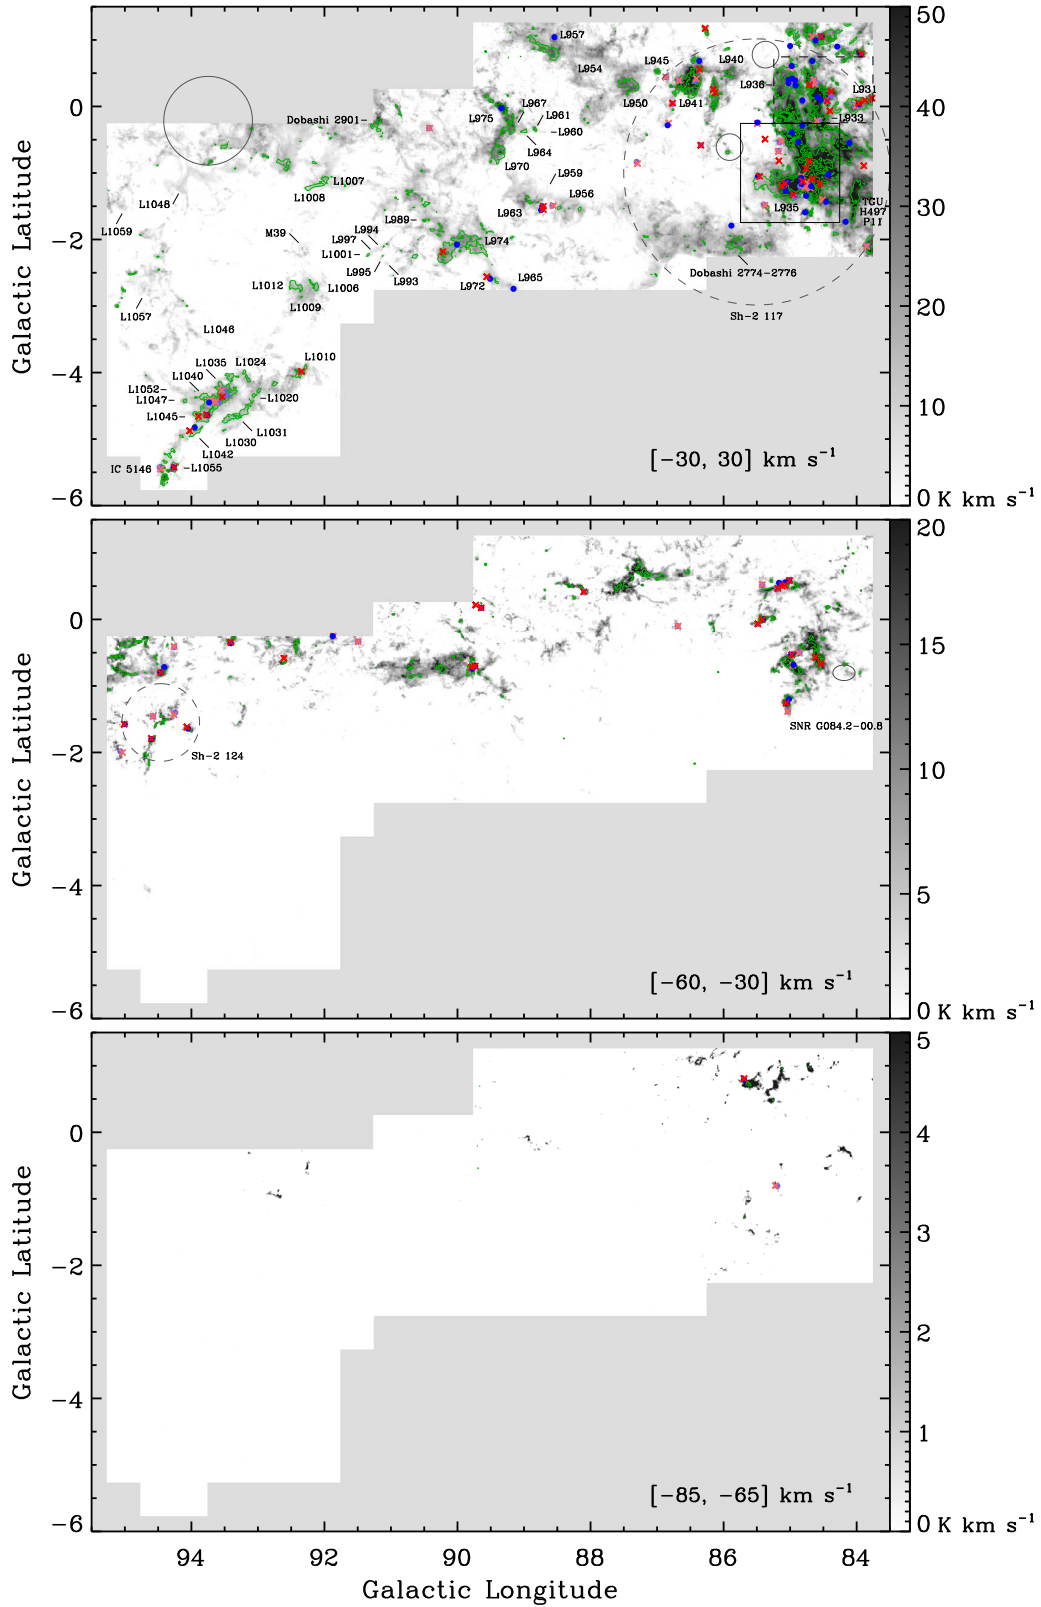 50
40
30
20
10
0 K km s⁻¹
0
−2
−4
−6
Galactic Latitude
L957
L954
L945
L940
L936
L931
L950
L941
L933
L935
TGU
H497
P11
Dobashi 2901
L975
L967
L961
L960
L964
L970
L959
L956
L963
L1007
L1008
L1048
L1059
M39
L989
L994
L997
L1001
L995
L993
L974
L972
L965
Dobashi 2774−2776
Sh−2 117
L1012
L1006
L1009
L1057
L1046
L1010
L1035
L1024
L1040
L1052
L1047
L1020
L1045
L1031
L1030
L1042
IC 5146
L1055
[−30, 30] km s⁻¹
20
15
10
5
0 K km s⁻¹
0
−2
−4
−6
Galactic Latitude
SNR G084.2−00.8
Sh−2 124
[−60, −30] km s⁻¹
5
4
3
2
1
0 K km s⁻¹
0
−2
−4
−6
Galactic Latitude
[−85, −65] km s⁻¹
94 92 90 88 86 84
Galactic Longitude